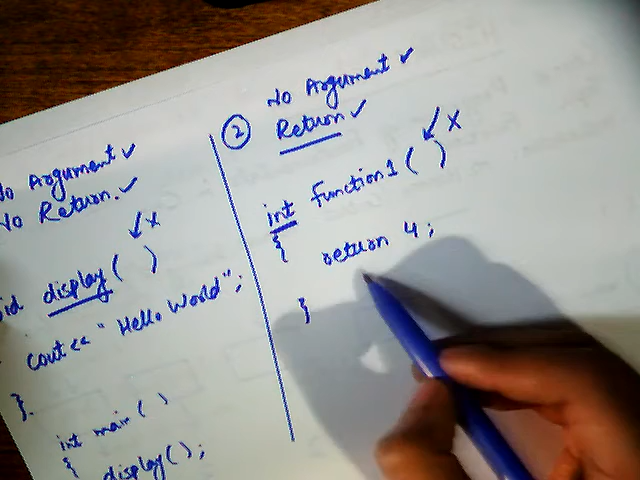 No Argument ✓
No Return. ✓
x
id display ( )
cout << "Hello World";
}.
int main ( )
{ display ( );
② No Argument ✓
Return ✓
x
int function1 ( )
{
return 4;
}